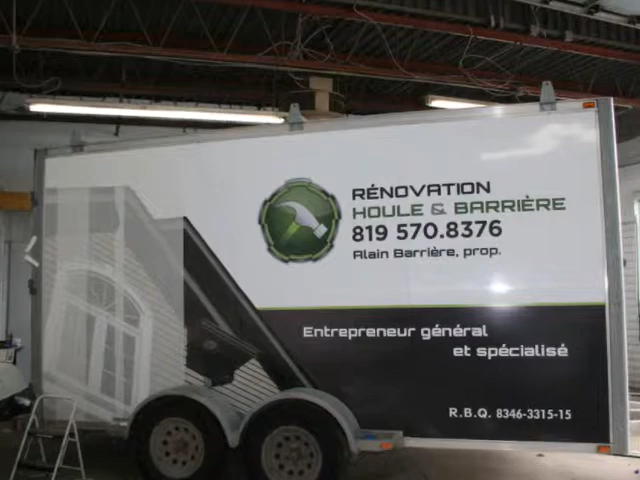 RÉNOVATION
HOULE & BARRIÈRE
819 570.8376
Alain Barrière, prop.
Entrepreneur général
et spécialisé
R.B.Q. 8346-3315-15